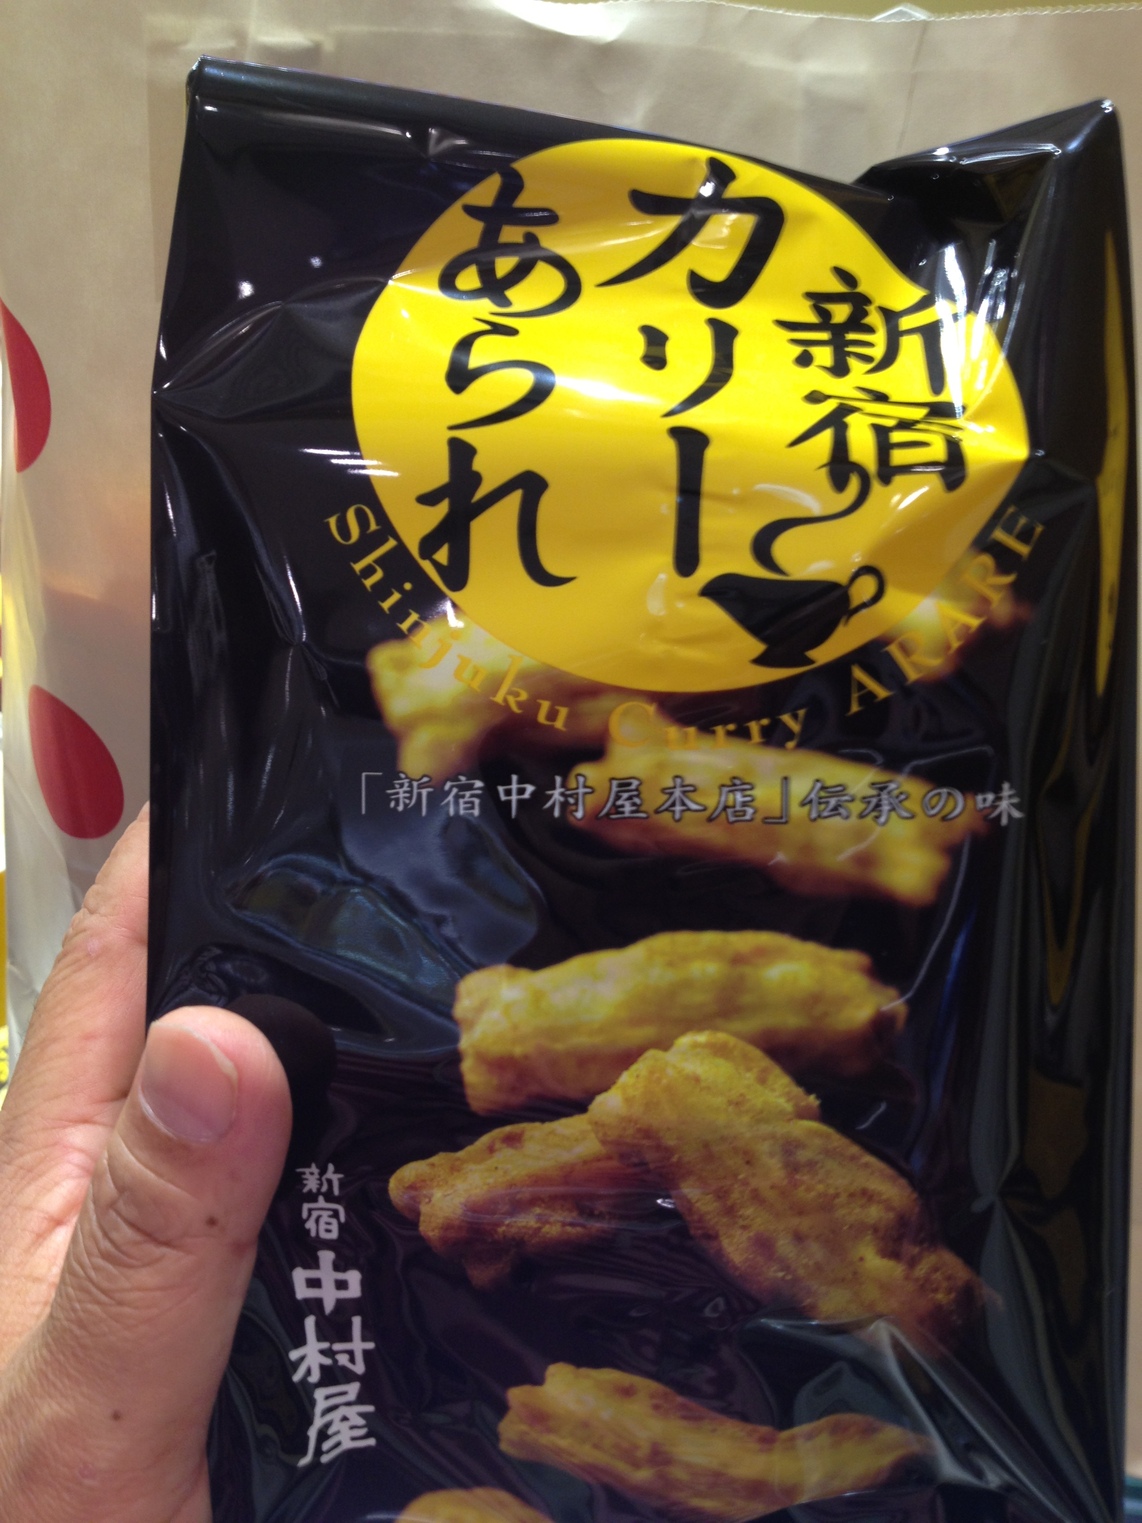 新宿
カリー
あられ
Shinjuku Curry ARARE
「新宿中村屋本店」伝承の味
新宿
中村屋